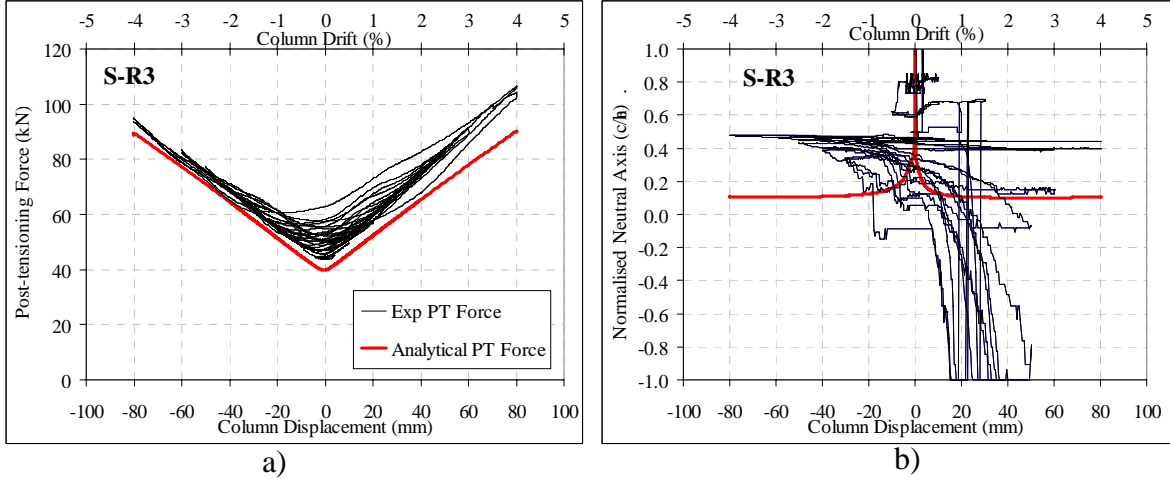 -5 -4 -3 -2 -1 0 1 2 3 4 5
Column Drift (%)
S-R3
Post-tensioning Force (kN)
120
100
80
60
40
20
0
Exp PT Force
Analytical PT Force
-100 -80 -60 -40 -20 0 20 40 60 80 100
Column Displacement (mm)
a)
-5 -4 -3 -2 -1 0 1 2 3 4 5
Column Drift (%)
S-R3
Normalised Neutral Axis (c/h) .
1.0
0.8
0.6
0.4
0.2
0.0
-0.2
-0.4
-0.6
-0.8
-1.0
-100 -80 -60 -40 -20 0 20 40 60 80 100
Column Displacement (mm)
b)